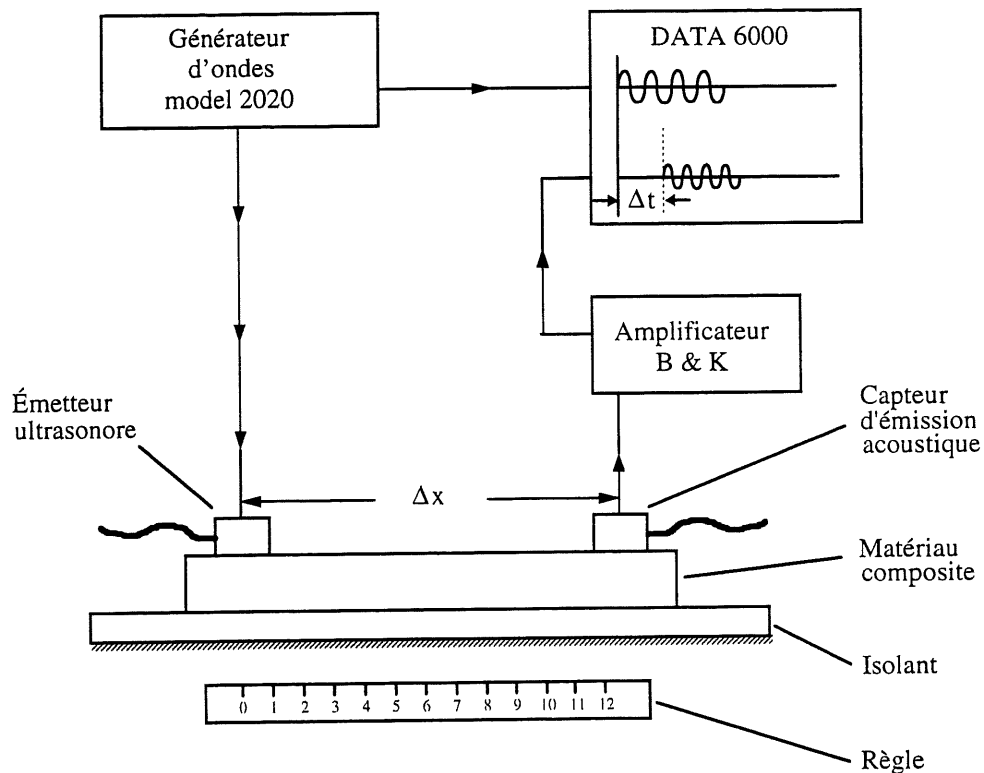 Générateur
d'ondes
model 2020
DATA 6000
Δt
Amplificateur
B & K
Émetteur
ultrasonore
Capteur
d'émission
acoustique
Δx
Matériau
composite
Isolant
0 1 2 3 4 5 6 7 8 9 10 11 12
Règle